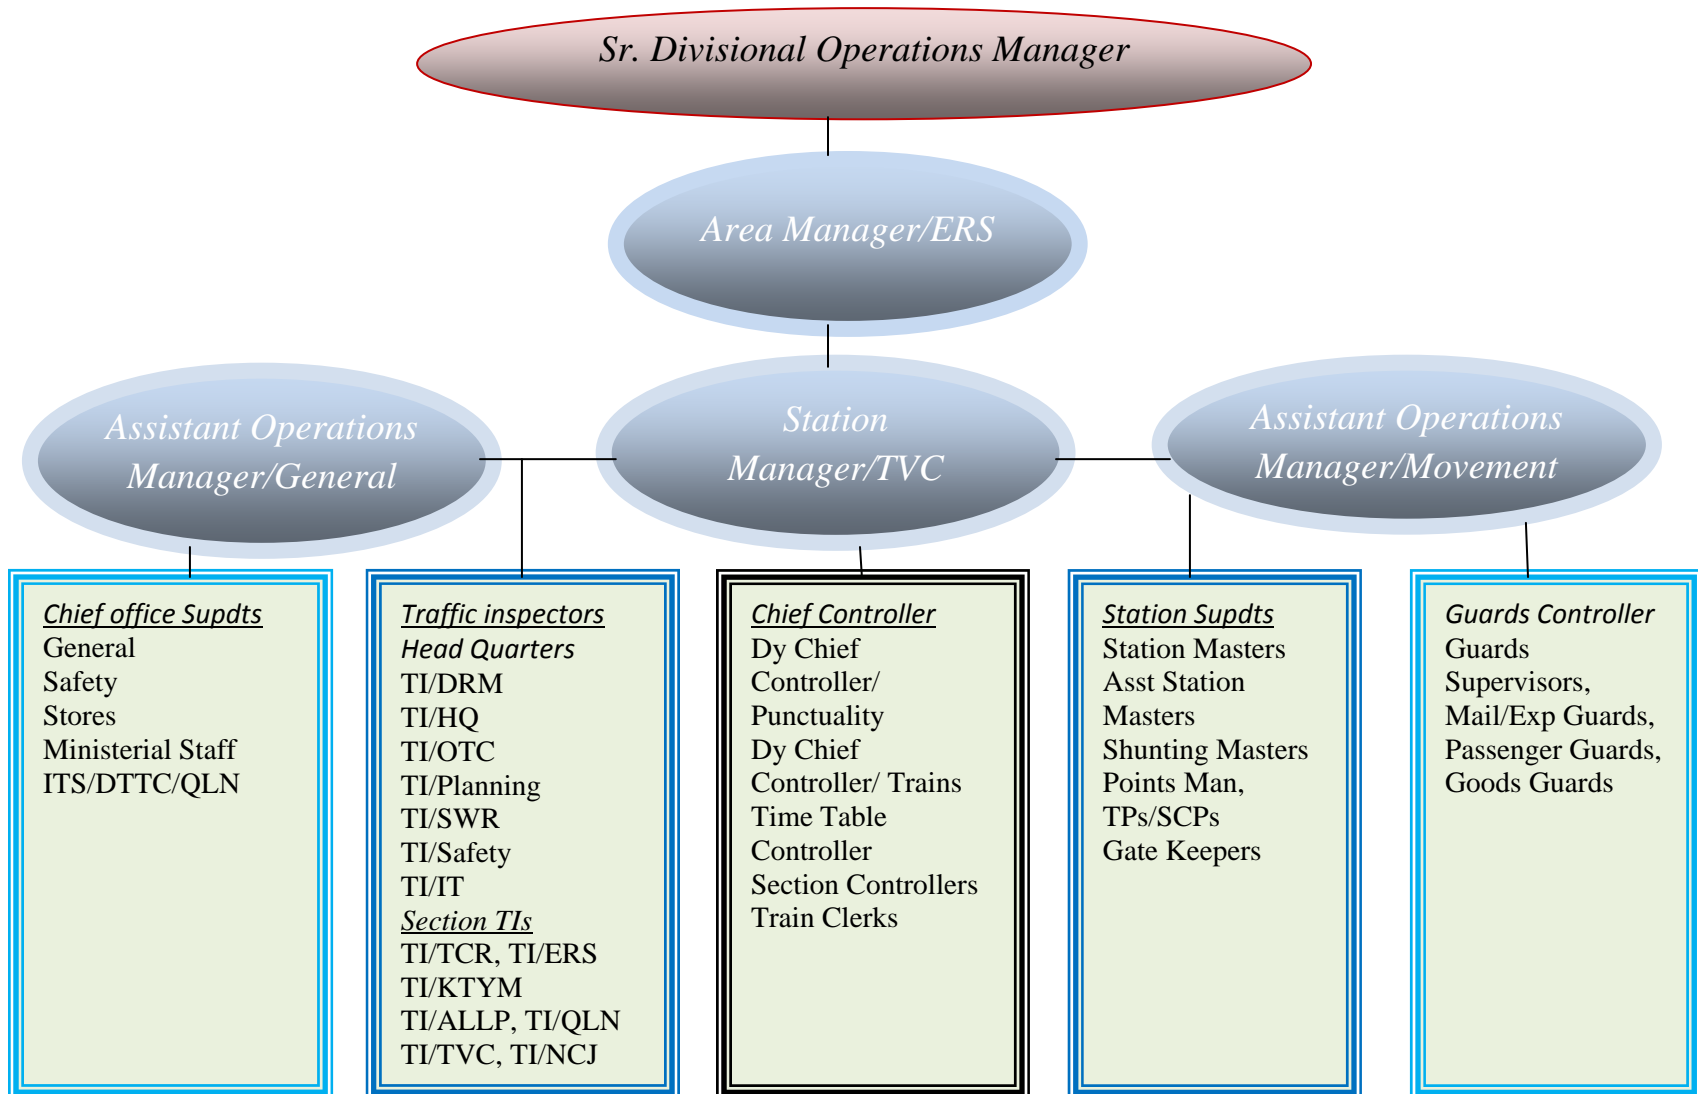 Sr. Divisional Operations Manager
Area Manager/ERS
Assistant Operations
Manager/General
Station
Manager/TVC
Assistant Operations
Manager/Movement
Chief office Supdts
General
Safety
Stores
Ministerial Staff
ITS/DTTC/QLN
Traffic inspectors
Head Quarters
TI/DRM
TI/HQ
TI/OTC
TI/Planning
TI/SWR
TI/Safety
TI/IT
Section TIs
TI/TCR, TI/ERS
TI/KTYM
TI/ALLP, TI/QLN
TI/TVC, TI/NCJ
Chief Controller
Dy Chief
Controller/
Punctuality
Dy Chief
Controller/ Trains
Time Table
Controller
Section Controllers
Train Clerks
Station Supdts
Station Masters
Asst Station
Masters
Shunting Masters
Points Man,
TPs/SCPs
Gate Keepers
Guards Controller
Guards
Supervisors,
Mail/Exp Guards,
Passenger Guards,
Goods Guards